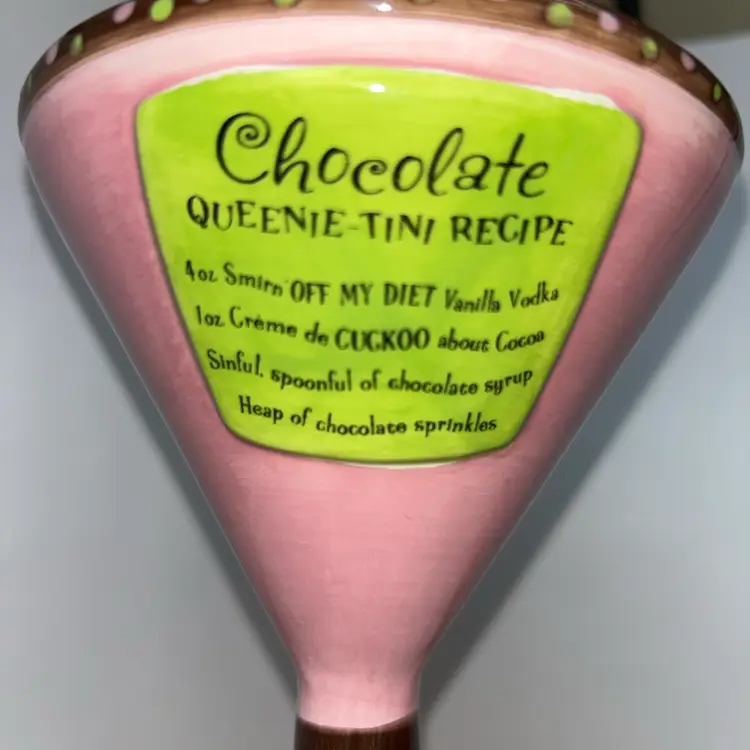 Chocolate
QUEENIE-TINI RECIPE
4oz Smirn'OFF MY DIET Vanilla Vodka
1oz Créme de CUCKOO about Cocoa
Sinful, spoonful of chocolate syrup
Heap of chocolate sprinkles